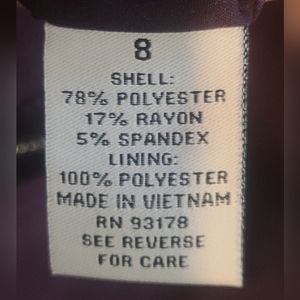 8
SHELL:
78% POLYESTER
17% RAYON
5% SPANDEX
LINING:
100% POLYESTER
MADE IN VIETNAM
RN 93178
SEE REVERSE
FOR CARE